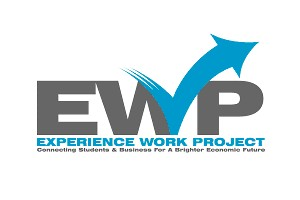 EWP
EXPERIENCE WORK PROJECT
Connecting Students & Business For A Brighter Economic Future